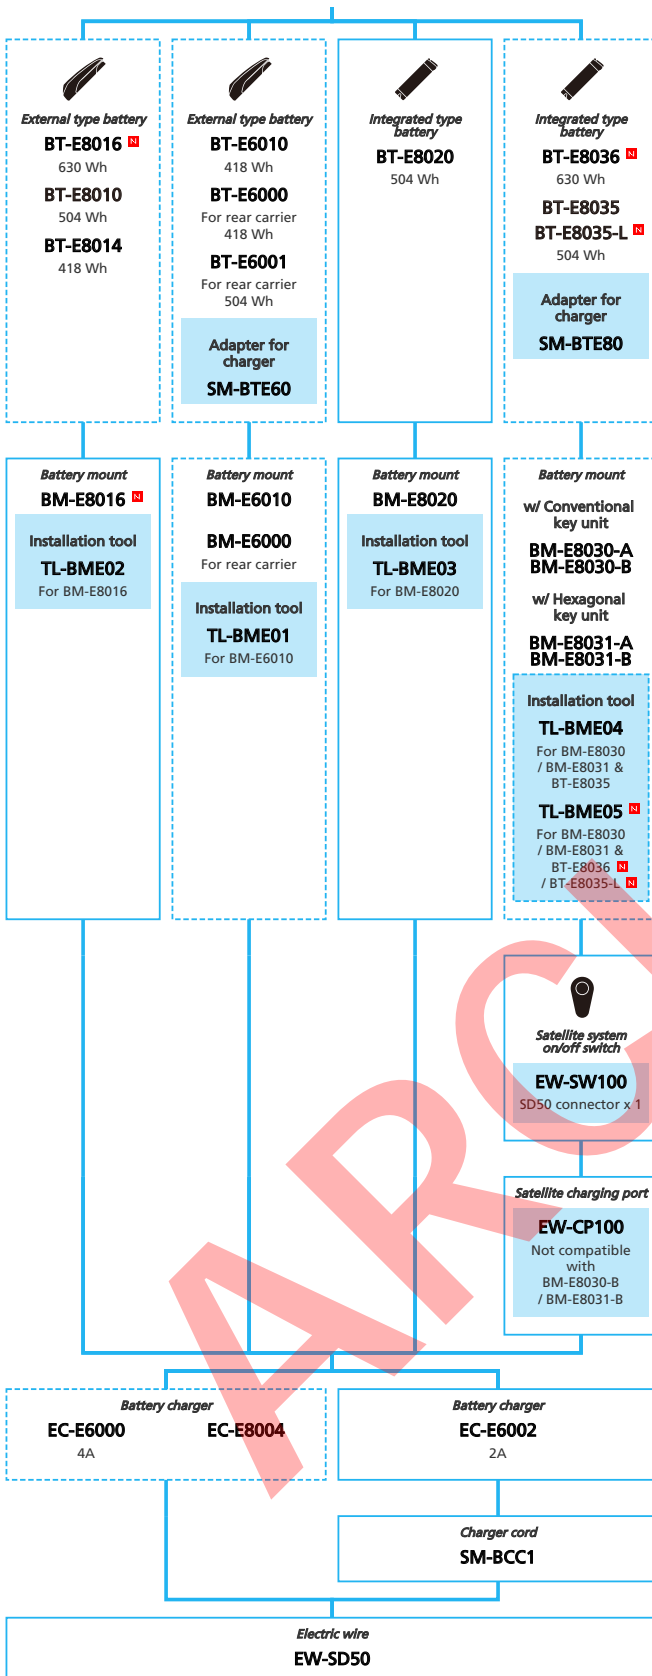 External type battery
BT-E8016 N
630 Wh
BT-E8010
504 Wh
BT-E8014
418 Wh
External type battery
BT-E6010
418 Wh
BT-E6000
For rear carrier
418 Wh
BT-E6001
For rear carrier
504 Wh
Adapter for
charger
SM-BTE60
Integrated type
battery
BT-E8020
504 Wh
Integrated type
battery
BT-E8036 N
630 Wh
BT-E8035
BT-E8035-L N
504 Wh
Adapter for
charger
SM-BTE80
Battery mount
BM-E8016 N
Installation tool
TL-BME02
For BM-E8016
Battery mount
BM-E6010
BM-E6000
For rear carrier
Installation tool
TL-BME01
For BM-E6010
Battery mount
BM-E8020
Installation tool
TL-BME03
For BM-E8020
Battery mount
w/ Conventional
key unit
BM-E8030-A
BM-E8030-B
w/ Hexagonal
key unit
BM-E8031-A
BM-E8031-B
Installation tool
TL-BME04
For BM-E8030
/ BM-E8031 &
BT-E8035
TL-BME05 N
For BM-E8030
/ BM-E8031 &
BT-E8036 N
/ BT-E8035-L N
Satellite system
on/off switch
EW-SW100
SD50 connector x 1
Satellite charging port
EW-CP100
Not compatible
with
BM-E8030-B
/ BM-E8031-B
Battery charger
EC-E6000 EC-E8004
4A
Battery charger
EC-E6002
2A
Charger cord
SM-BCC1
Electric wire
EW-SD50
ARC